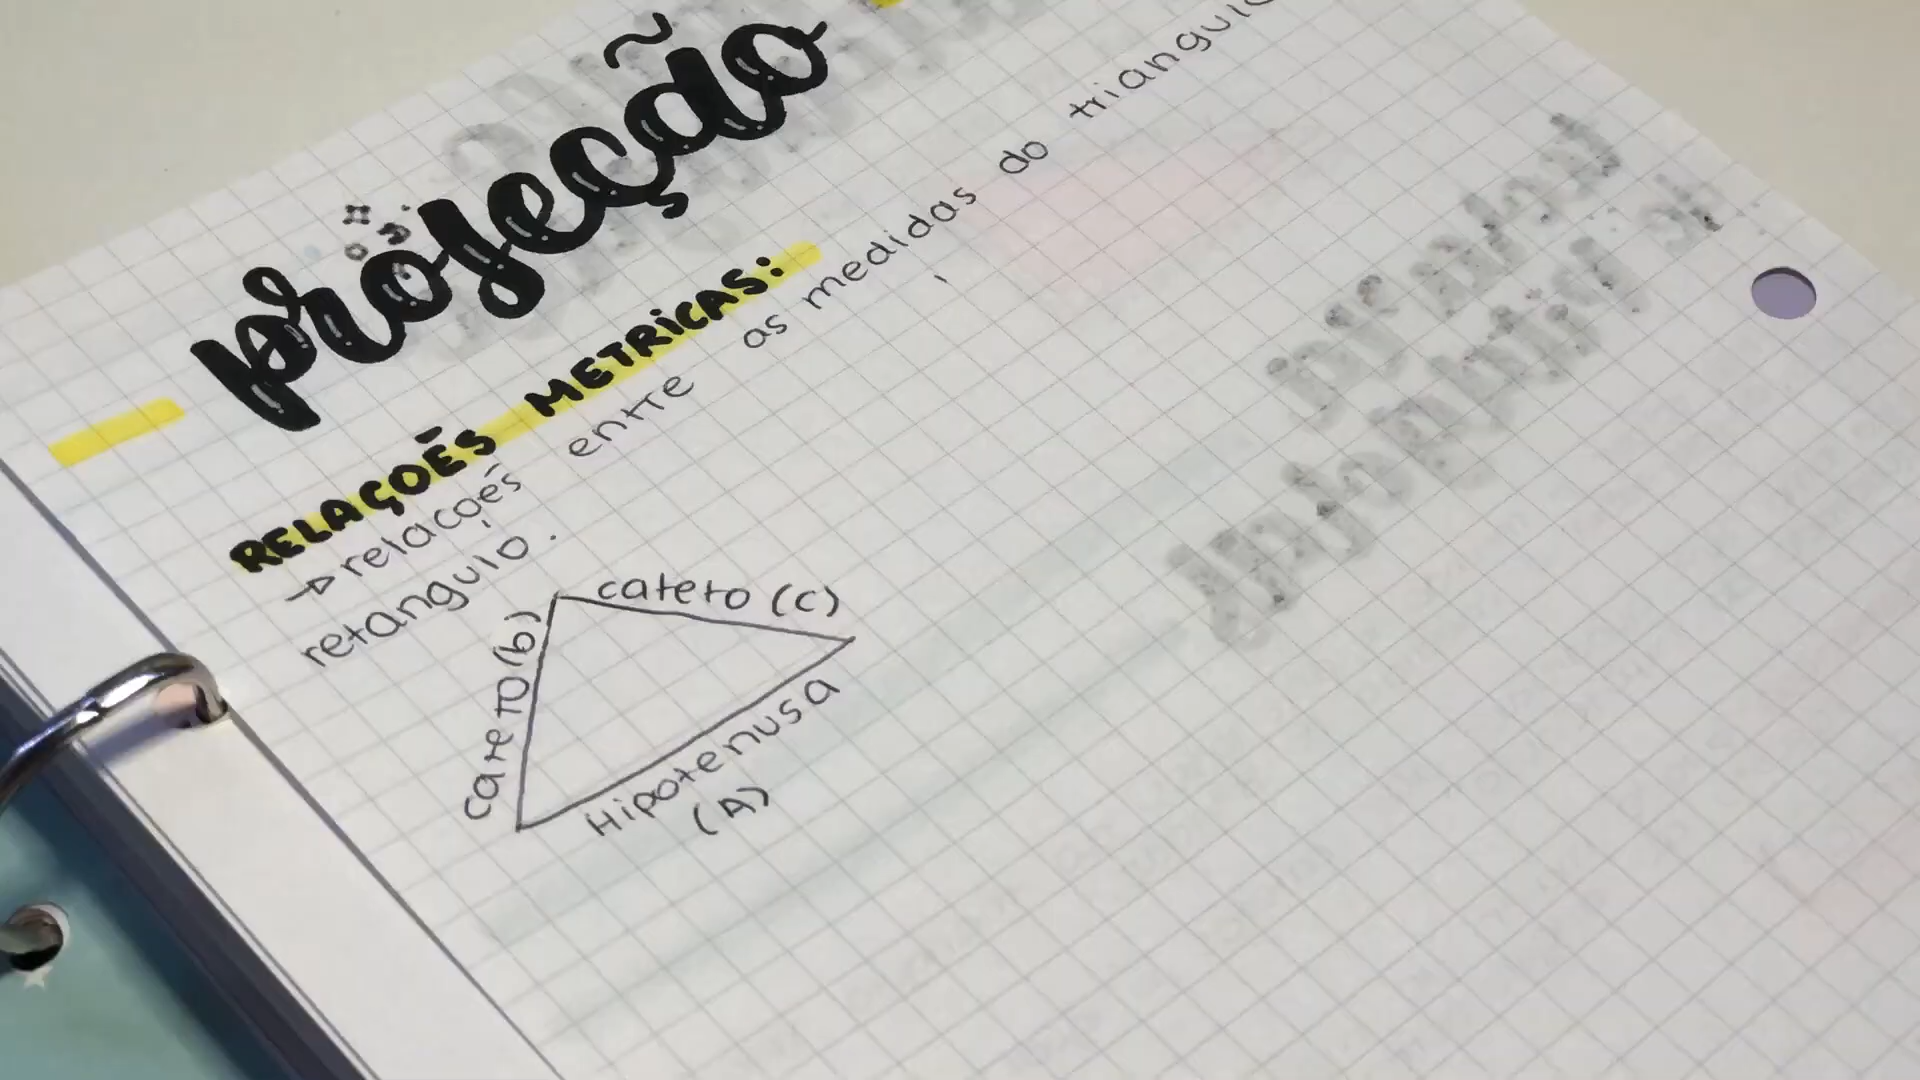 projeção
RELAÇÕES METRICAS:
→ relações entre as medidas do triangulo
retangulo.
cateto (c)
cateto (b)
Hipotenusa
(A)